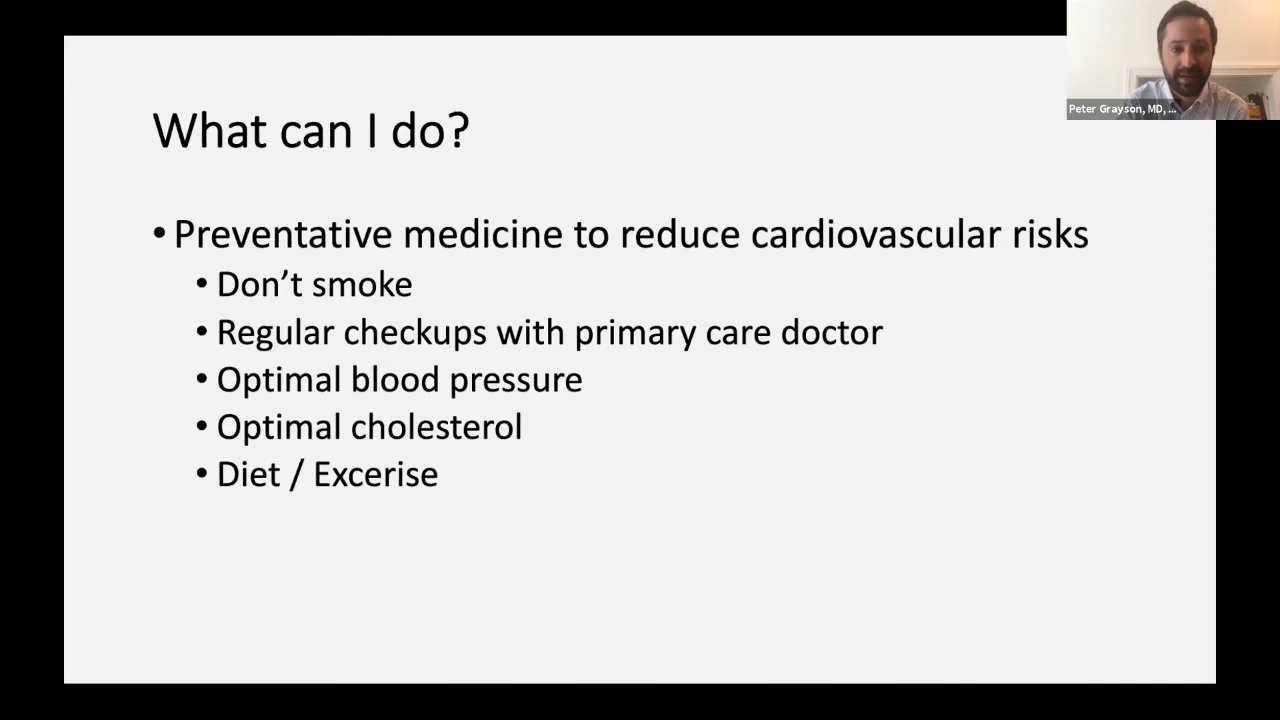 What can I do?
• Preventative medicine to reduce cardiovascular risks
• Don’t smoke
• Regular checkups with primary care doctor
• Optimal blood pressure
• Optimal cholesterol
• Diet / Excerise
Peter Grayson, MD, ...